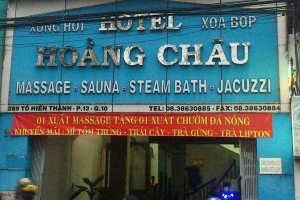 XÔNG HƠI HOTEL XOA BÓP
HOÀNG CHÂU
MASSAGE - SAUNA - STEAM BATH - JACUZZI
289 TÔ HIẾN THÀNH - P.13 - Q.10 TEL: 08.38630885 - FAX: 08.38630884
01 XUẤT MASSAGE TẶNG 01 XUẤT CHƯỜM ĐÁ NÓNG
KHUYẾN MÃI: MÌ TÔM TRỨNG - TRÁI CÂY - TRÀ GỪNG - TRÀ LIPTON